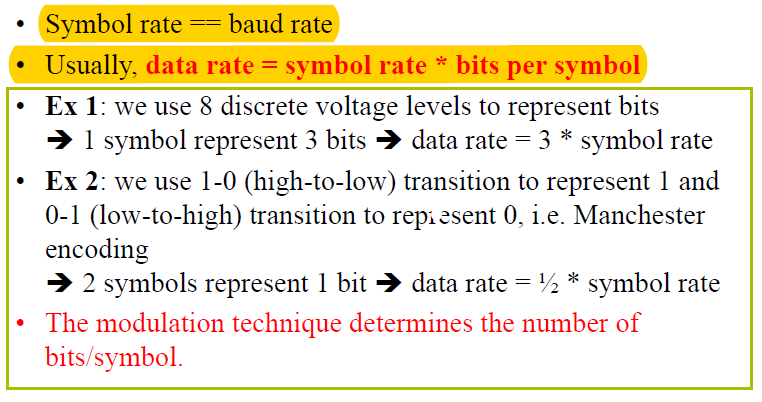 • Symbol rate == baud rate
• Usually, data rate = symbol rate * bits per symbol
• Ex 1: we use 8 discrete voltage levels to represent bits
➔ 1 symbol represent 3 bits ➔ data rate = 3 * symbol rate
• Ex 2: we use 1-0 (high-to-low) transition to represent 1 and
0-1 (low-to-high) transition to represent 0, i.e. Manchester
encoding
➔ 2 symbols represent 1 bit ➔ data rate = ½ * symbol rate
• The modulation technique determines the number of
bits/symbol.